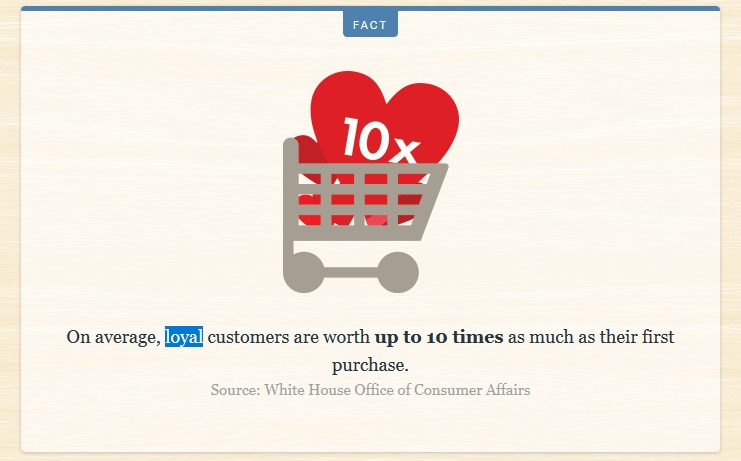 FACT
10x
On average, loyal customers are worth up to 10 times as much as their first
purchase.
Source: White House Office of Consumer Affairs